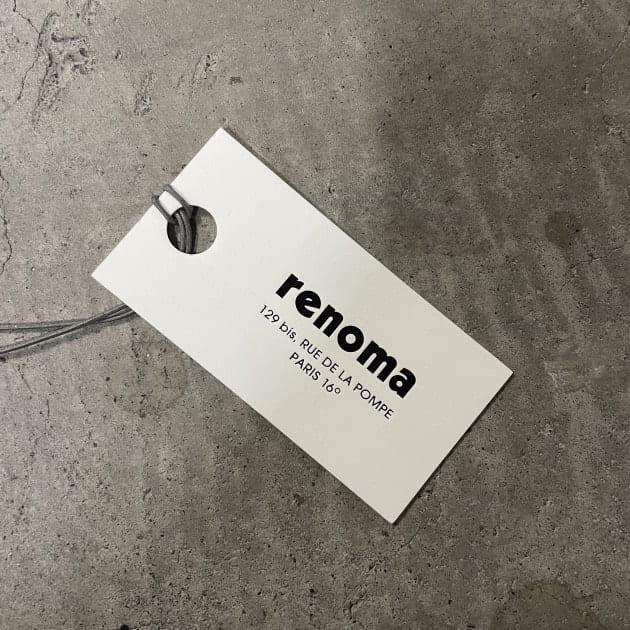 renoma
129 bis, RUE DE LA POMPE
PARIS 16°